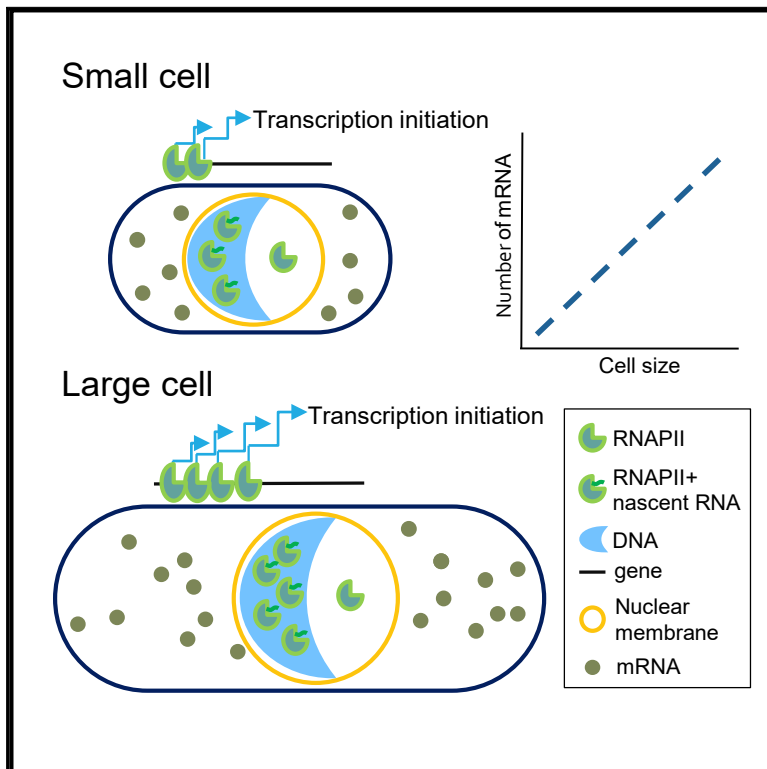 Small cell
Transcription initiation
Number of mRNA
Cell size
Large cell
Transcription initiation
RNAPII
RNAPII+
nascent RNA
DNA
gene
Nuclear
membrane
mRNA